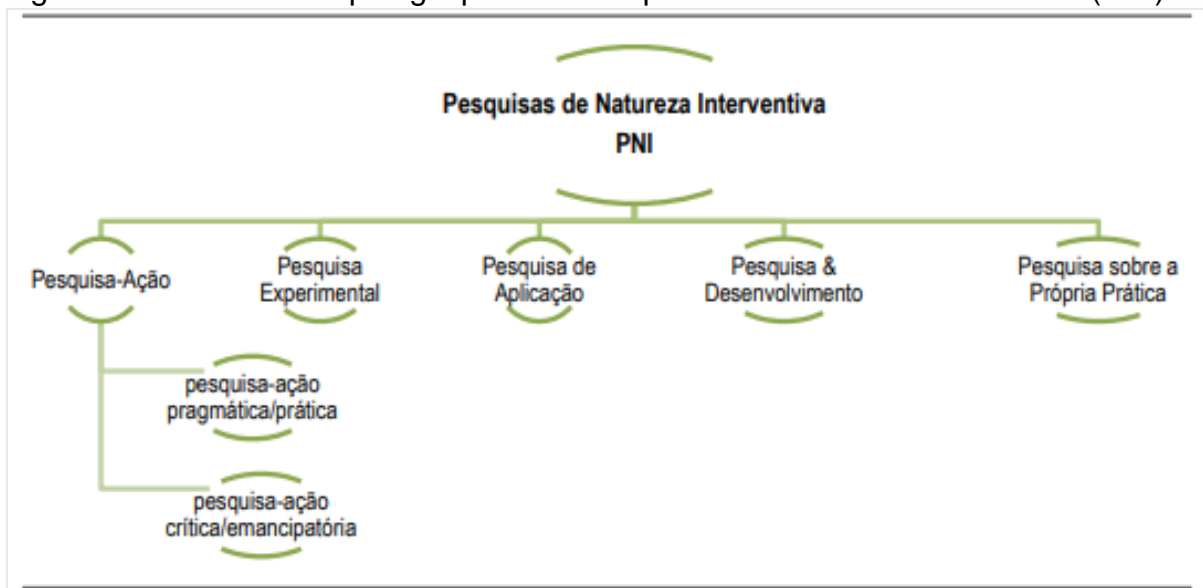 Pesquisas de Natureza Interventiva
PNI
Pesquisa-Ação
Pesquisa
Experimental
Pesquisa de
Aplicação
Pesquisa &
Desenvolvimento
Pesquisa sobre a
Própria Prática
pesquisa-ação
pragmática/prática
pesquisa-ação
crítica/emancipatória